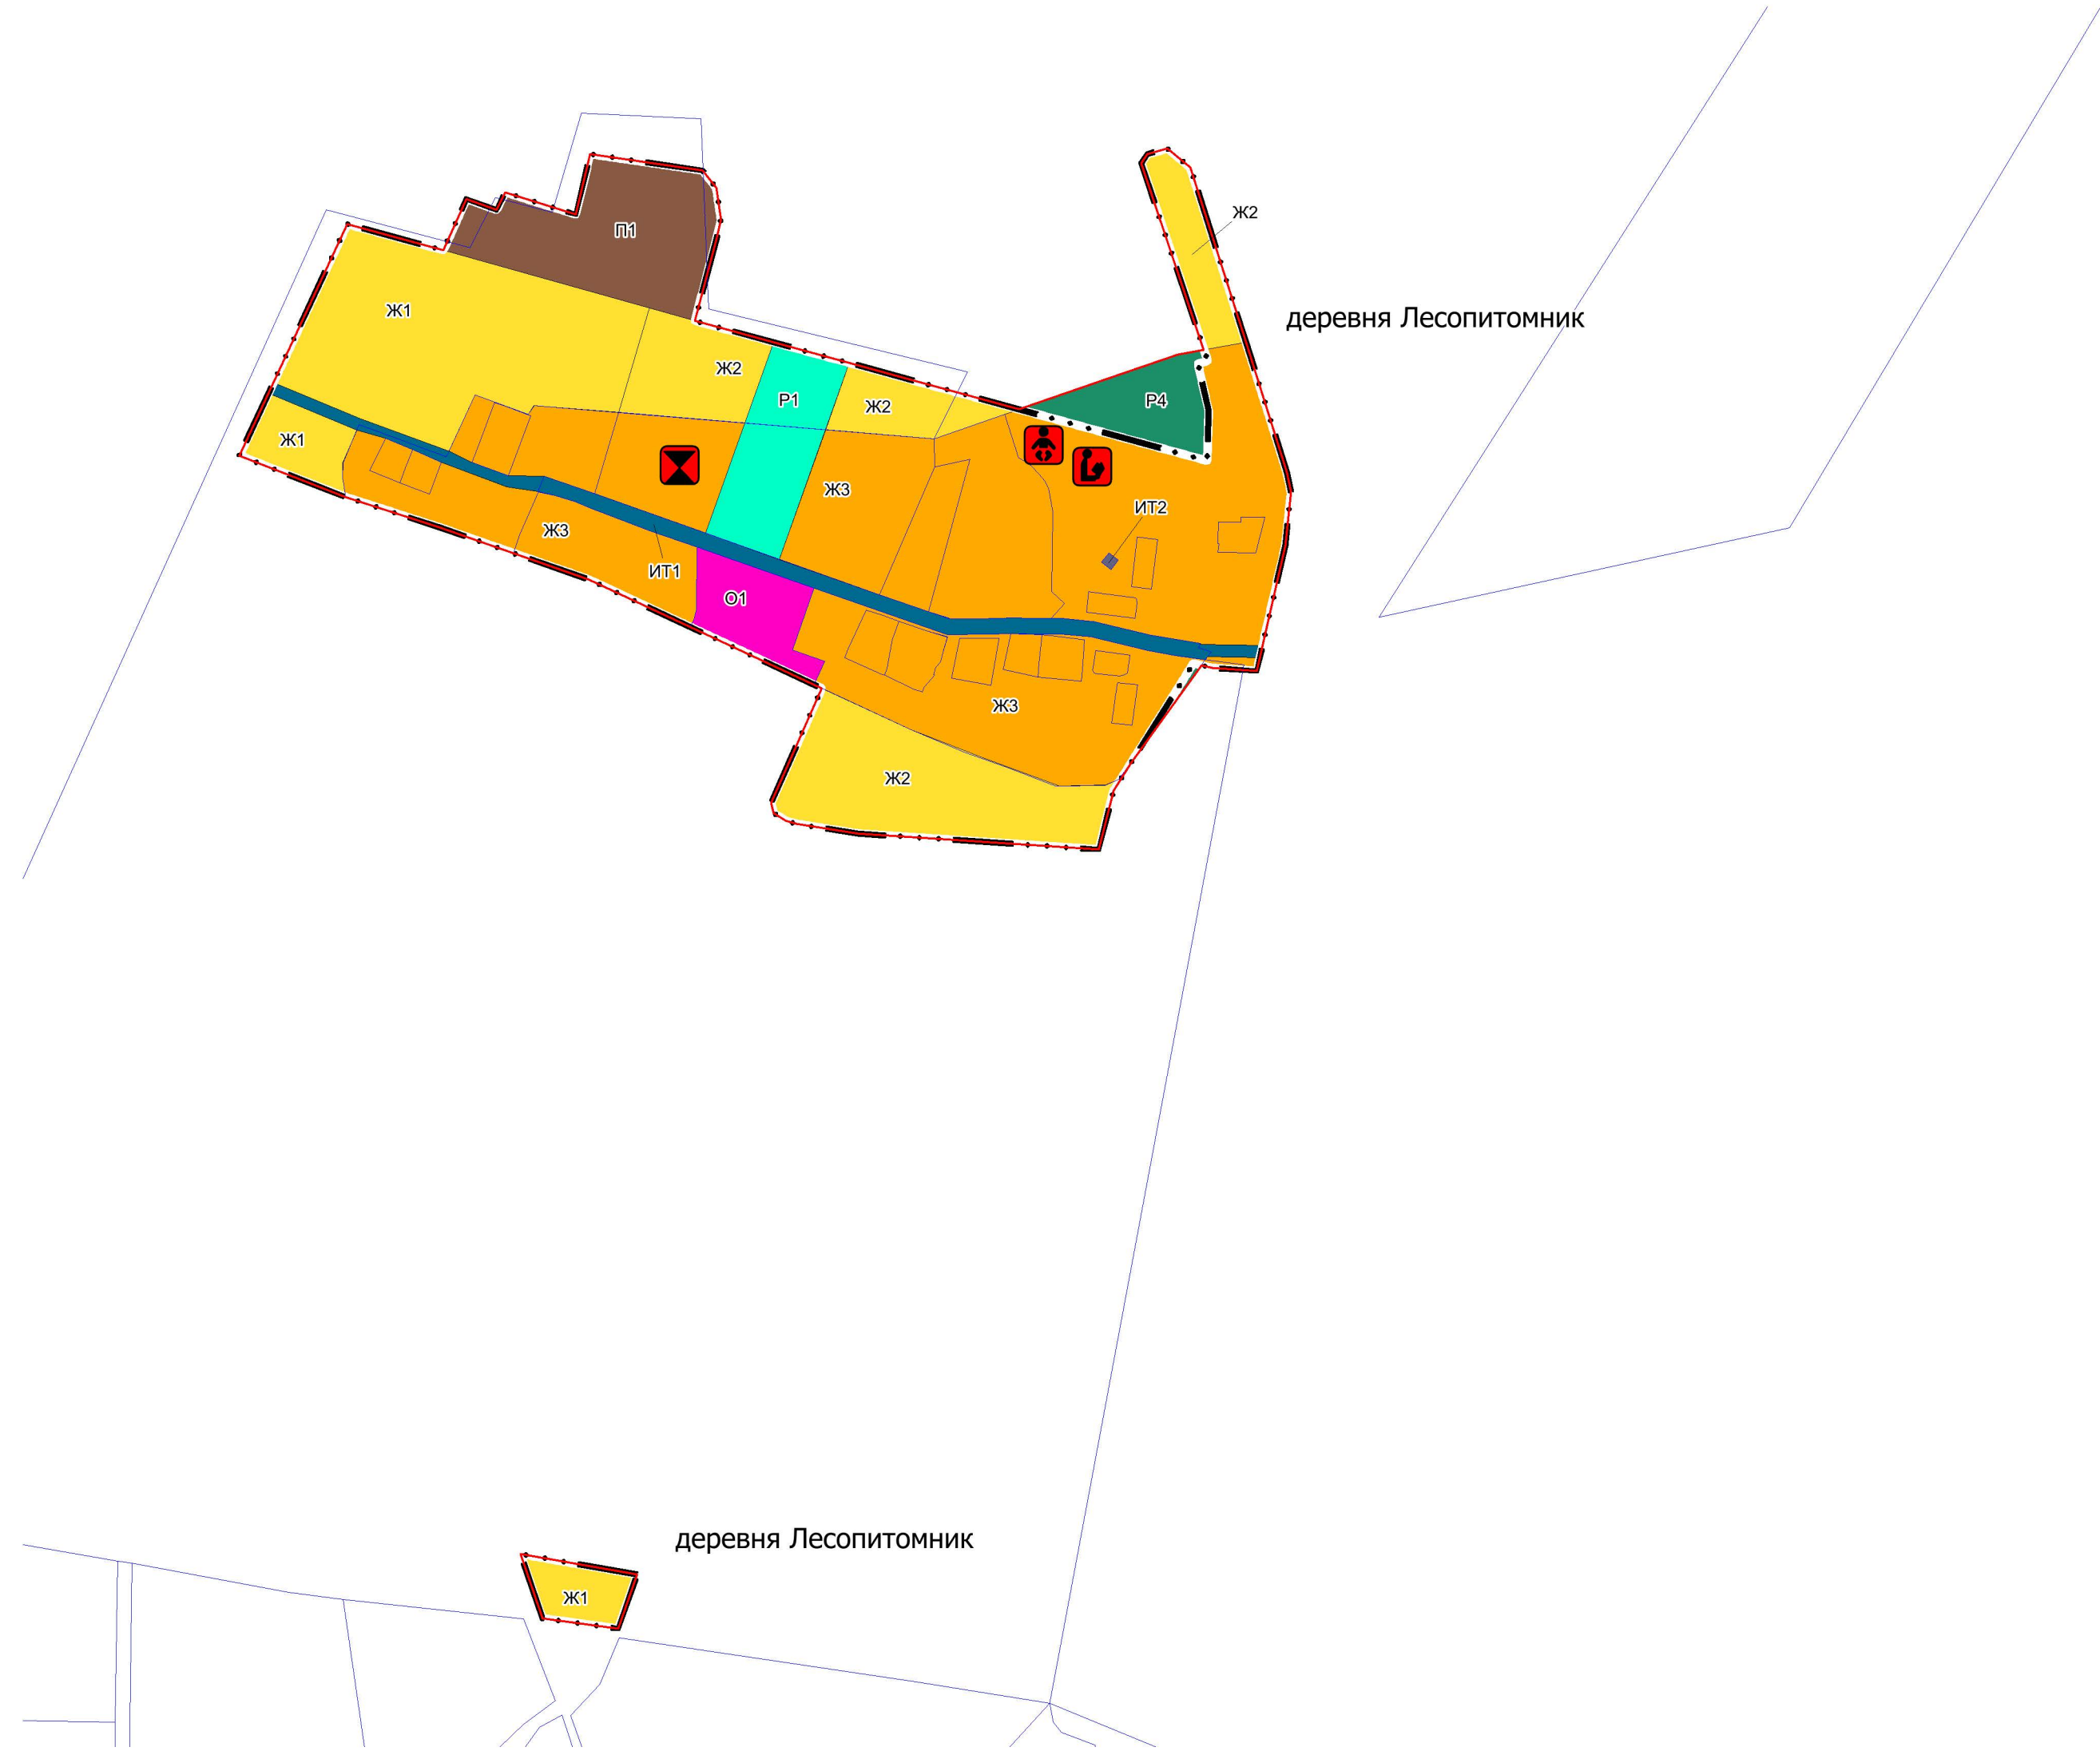 Ж2
П1
Ж1
деревня Лесопитомник
Ж2
Р1
Р4
Ж2
Ж1
Ж3
ИТ2
Ж3
ИТ1
О1
Ж3
Ж2
деревня Лесопитомник
Ж1